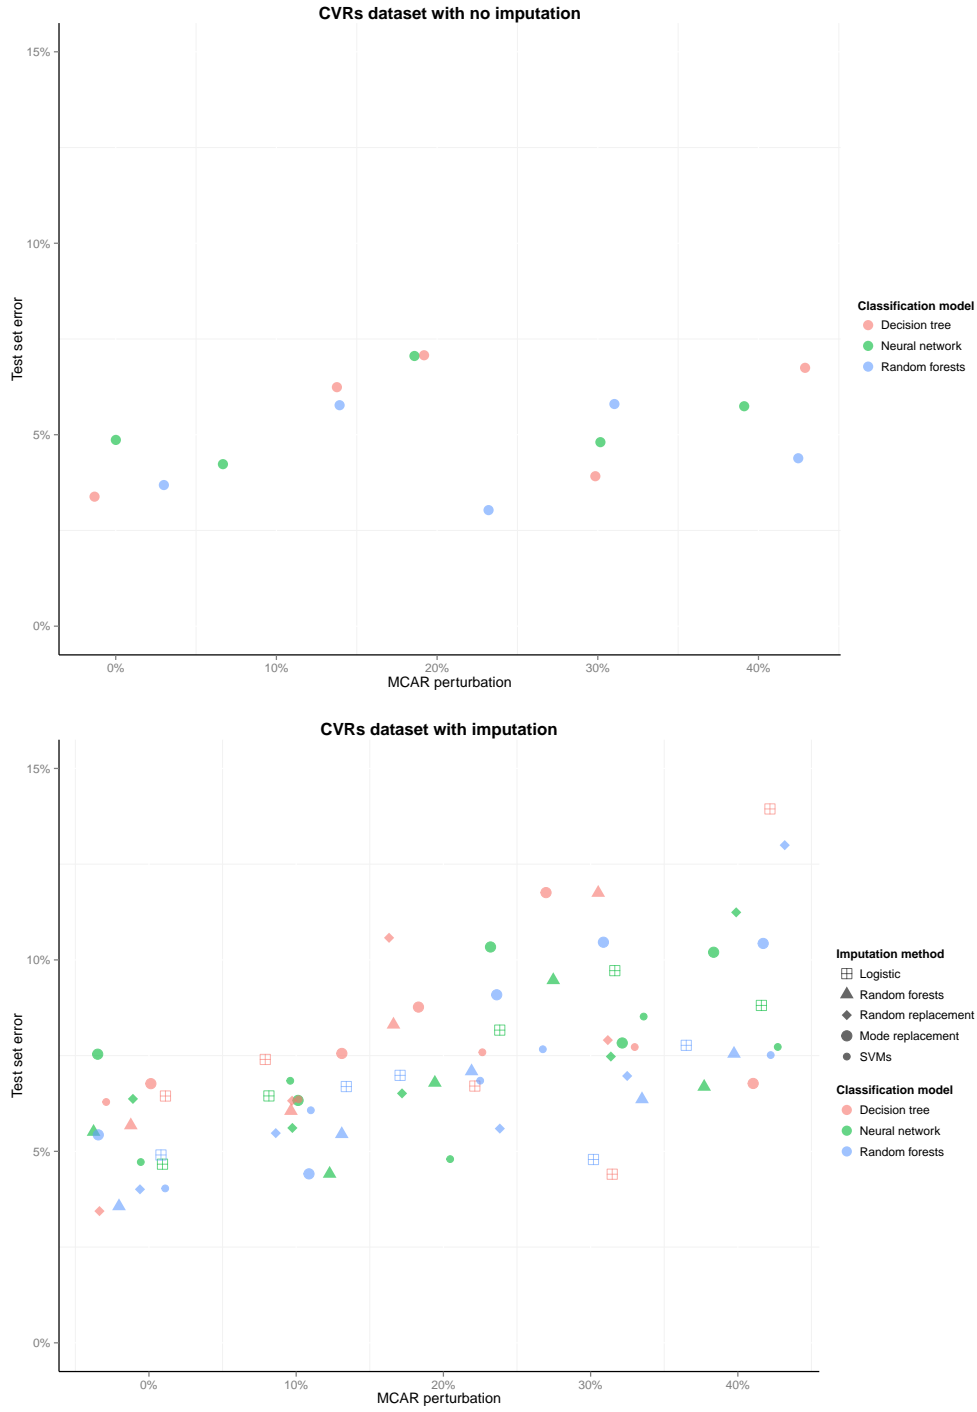 CVRs dataset with no imputation
15%
10%
5%
0%
Test set error
0%
10%
20%
30%
40%
MCAR perturbation
Classification model
Decision tree
Neural network
Random forests
CVRs dataset with imputation
15%
10%
5%
0%
Test set error
0%
10%
20%
30%
40%
MCAR perturbation
Imputation method
Logistic
Random forests
Random replacement
Mode replacement
SVMs
Classification model
Decision tree
Neural network
Random forests